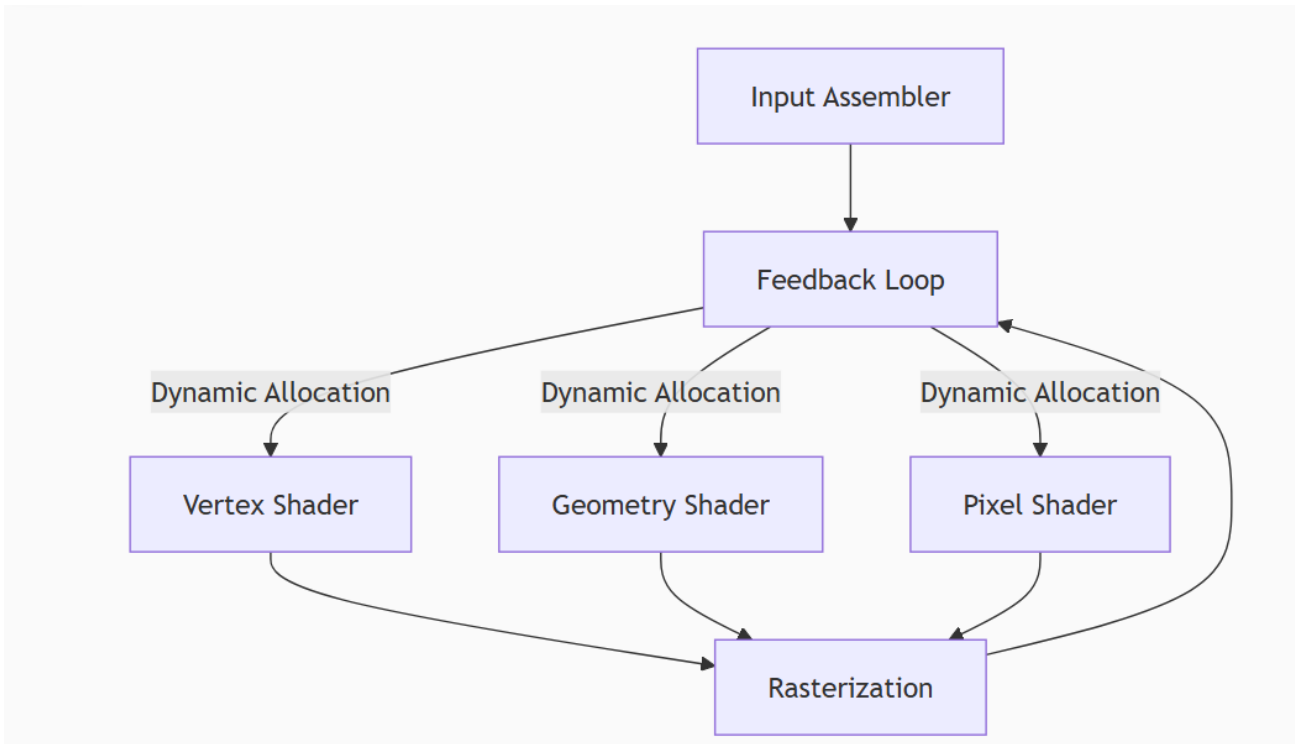 Input Assembler
Feedback Loop
Dynamic Allocation
Dynamic Allocation
Dynamic Allocation
Vertex Shader
Geometry Shader
Pixel Shader
Rasterization